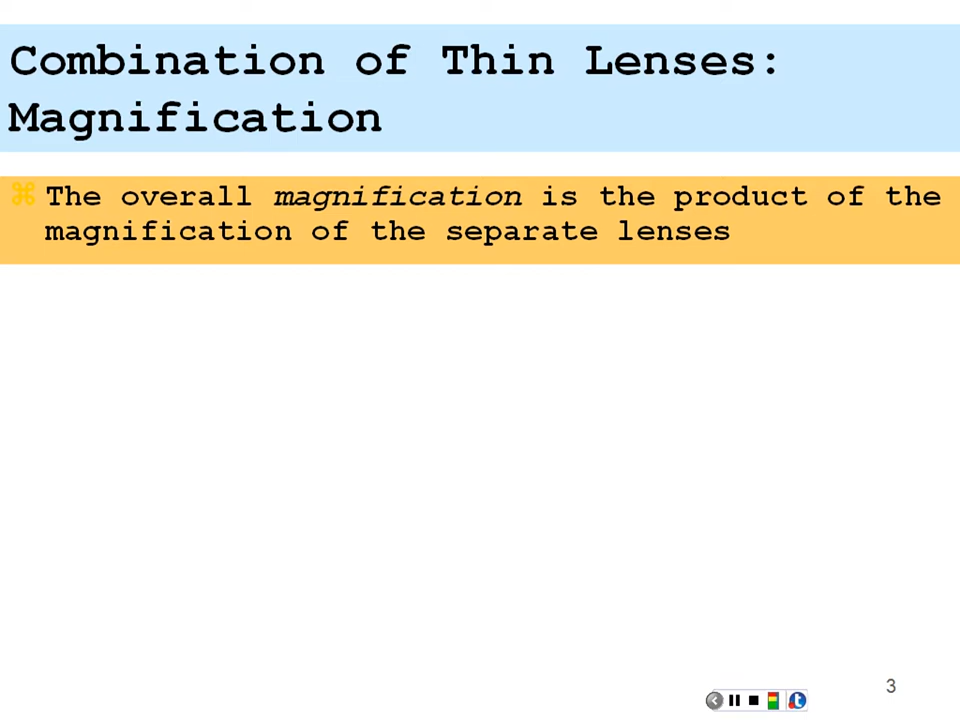 Combination of Thin Lenses:
Magnification
⌘ The overall magnification is the product of the
magnification of the separate lenses
3